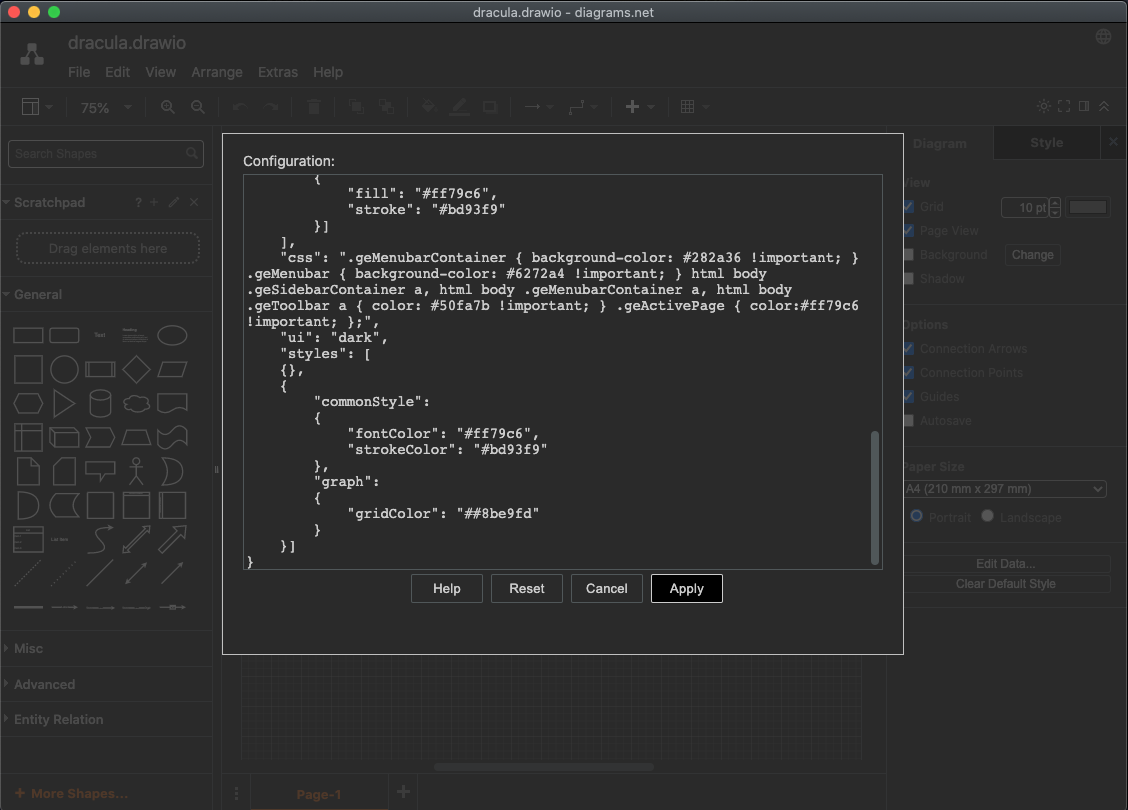 dracula.drawio - diagrams.net
dracula.drawio
File Edit View Arrange Extras Help
75%
Search Shapes
Scratchpad ?
Drag elements here
General
Text
Heading
List Item
Misc
Advanced
Entity Relation
+ More Shapes...
Configuration:
{
"fill": "#ff79c6",
"stroke": "#bd93f9"
}]
],
"css": ".geMenubarContainer { background-color: #282a36 !important; }
.geMenubar { background-color: #6272a4 !important; } html body
.geSidebarContainer a, html body .geMenubarContainer a, html body
.geToolbar a { color: #50fa7b !important; } .geActivePage { color:#ff79c6
!important; };",
"ui": "dark",
"styles": [
{},
{
"commonStyle":
{
"fontColor": "#ff79c6",
"strokeColor": "#bd93f9"
},
"graph":
{
"gridColor": "##8be9fd"
}
}]
}
Help Reset Cancel Apply
Page-1
Diagram Style
View
Grid 10 pt
Page View
Background Change
Shadow
Options
Connection Arrows
Connection Points
Guides
Autosave
Paper Size
A4 (210 mm x 297 mm)
Portrait Landscape
Edit Data...
Clear Default Style